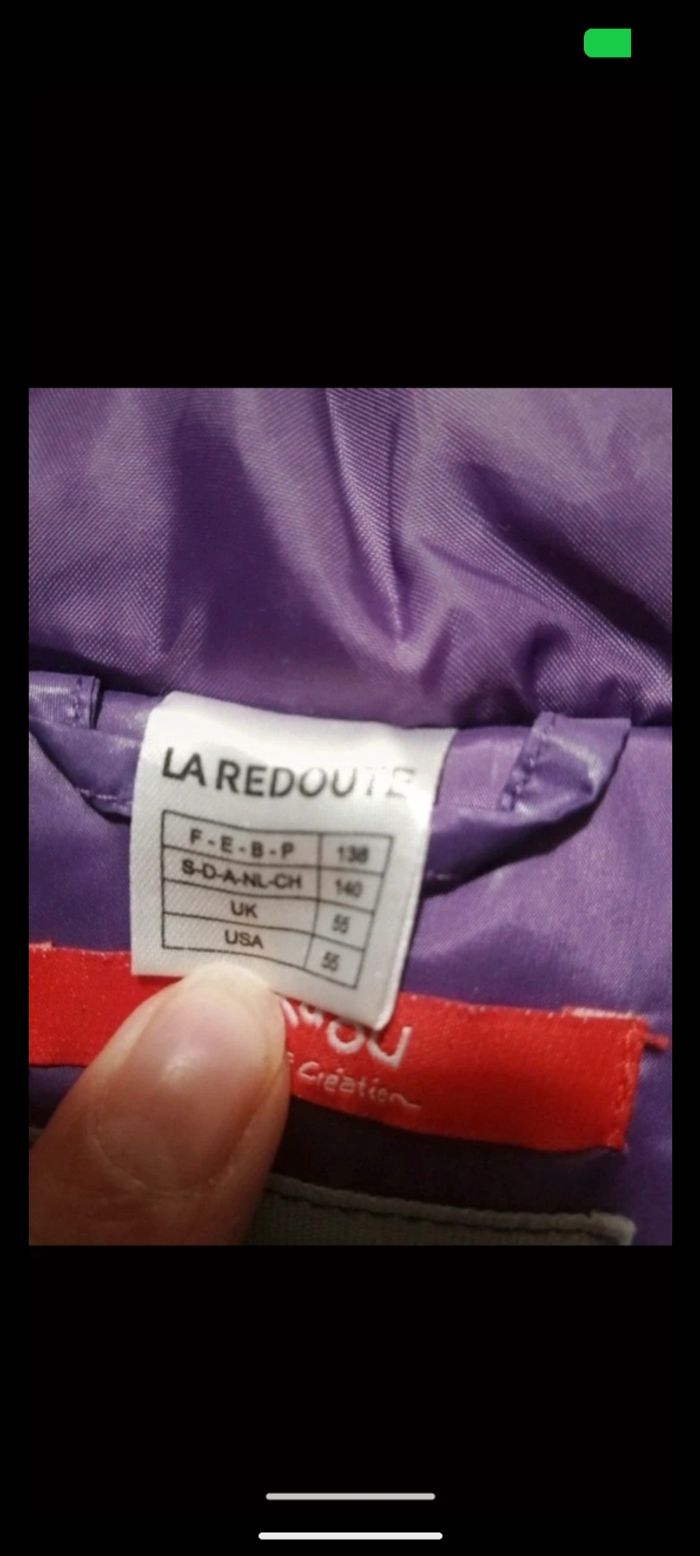 LA REDOUTE
F-E-B-P 138
S-D-A-NL-CH 140
UK 55
USA 55
Création